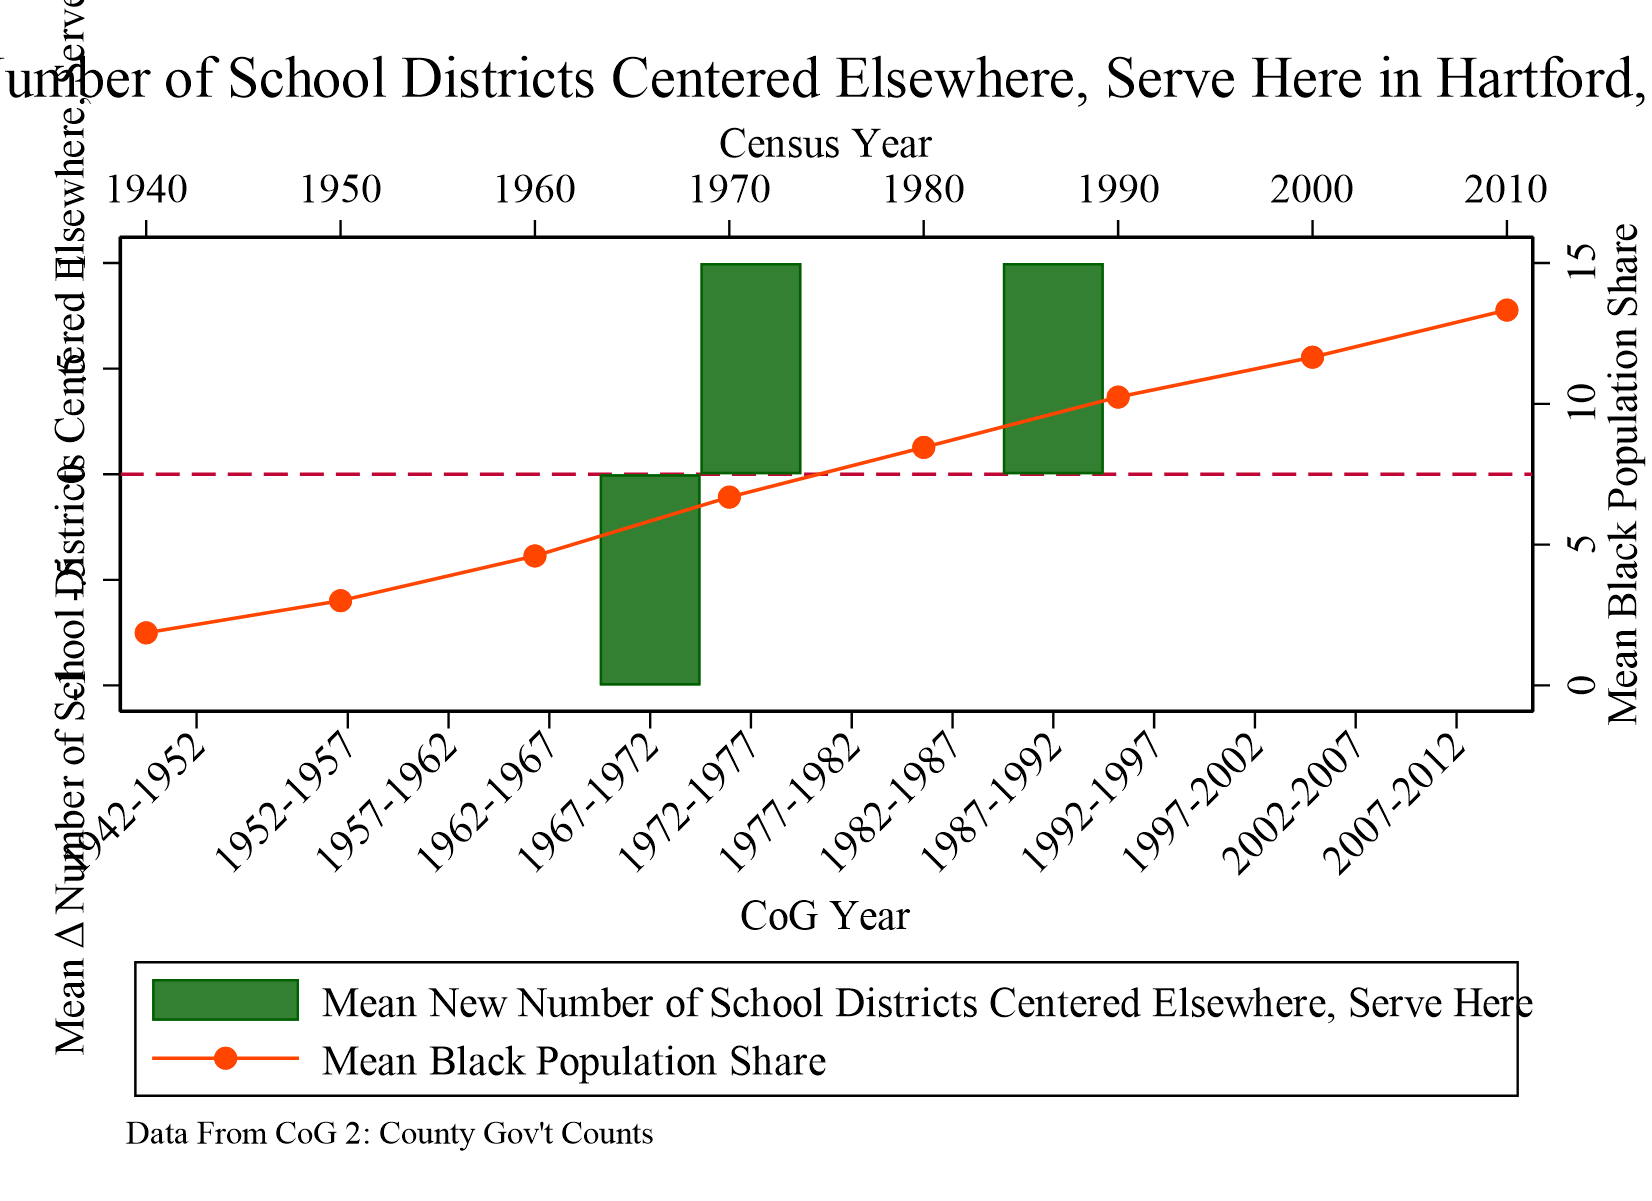 umber of School Districts Centered Elsewhere, Serve Here in Hartford,
Census Year
1940 1950 1960 1970 1980 1990 2000 2010
Mean Δ Number of School Districts Centered Elsewhere, Serve
0
15
10
5
0
Mean Black Population Share
1942-1952 1952-1957 1957-1962 1962-1967 1967-1972 1972-1977 1977-1982 1982-1987 1987-1992 1992-1997 1997-2002 2002-2007 2007-2012
CoG Year
Mean New Number of School Districts Centered Elsewhere, Serve Here
Mean Black Population Share
Data From CoG 2: County Gov't Counts